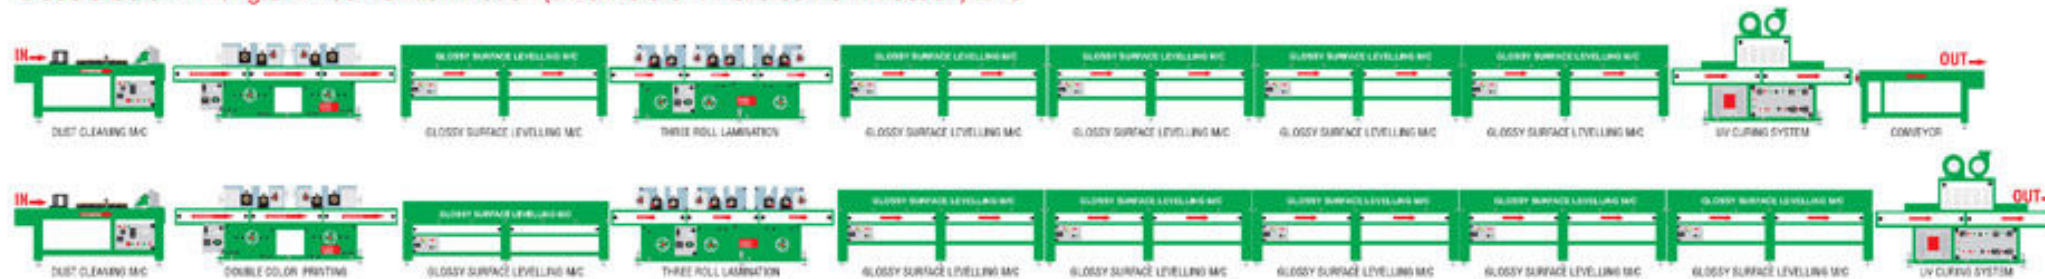 IN OUT
GLOSSY SURFACE LEVELLING M/C GLOSSY SURFACE LEVELLING M/C GLOSSY SURFACE LEVELLING M/C GLOSSY SURFACE LEVELLING M/C GLOSSY SURFACE LEVELLING M/C
DUST CLEANING M/C GLOSSY SURFACE LEVELLING M/C THREE ROLL LAMINATION GLOSSY SURFACE LEVELLING M/C GLOSSY SURFACE LEVELLING M/C GLOSSY SURFACE LEVELLING M/C GLOSSY SURFACE LEVELLING M/C UV CURING SYSTEM CONVEYOR
IN OUT
GLOSSY SURFACE LEVELLING M/C GLOSSY SURFACE LEVELLING M/C GLOSSY SURFACE LEVELLING M/C GLOSSY SURFACE LEVELLING M/C GLOSSY SURFACE LEVELLING M/C GLOSSY SURFACE LEVELLING M/C
DUST CLEANING M/C DOUBLE COLOR PRINTING GLOSSY SURFACE LEVELLING M/C THREE ROLL LAMINATION GLOSSY SURFACE LEVELLING M/C GLOSSY SURFACE LEVELLING M/C GLOSSY SURFACE LEVELLING M/C GLOSSY SURFACE LEVELLING M/C GLOSSY SURFACE LEVELLING M/C UV CURING SYSTEM